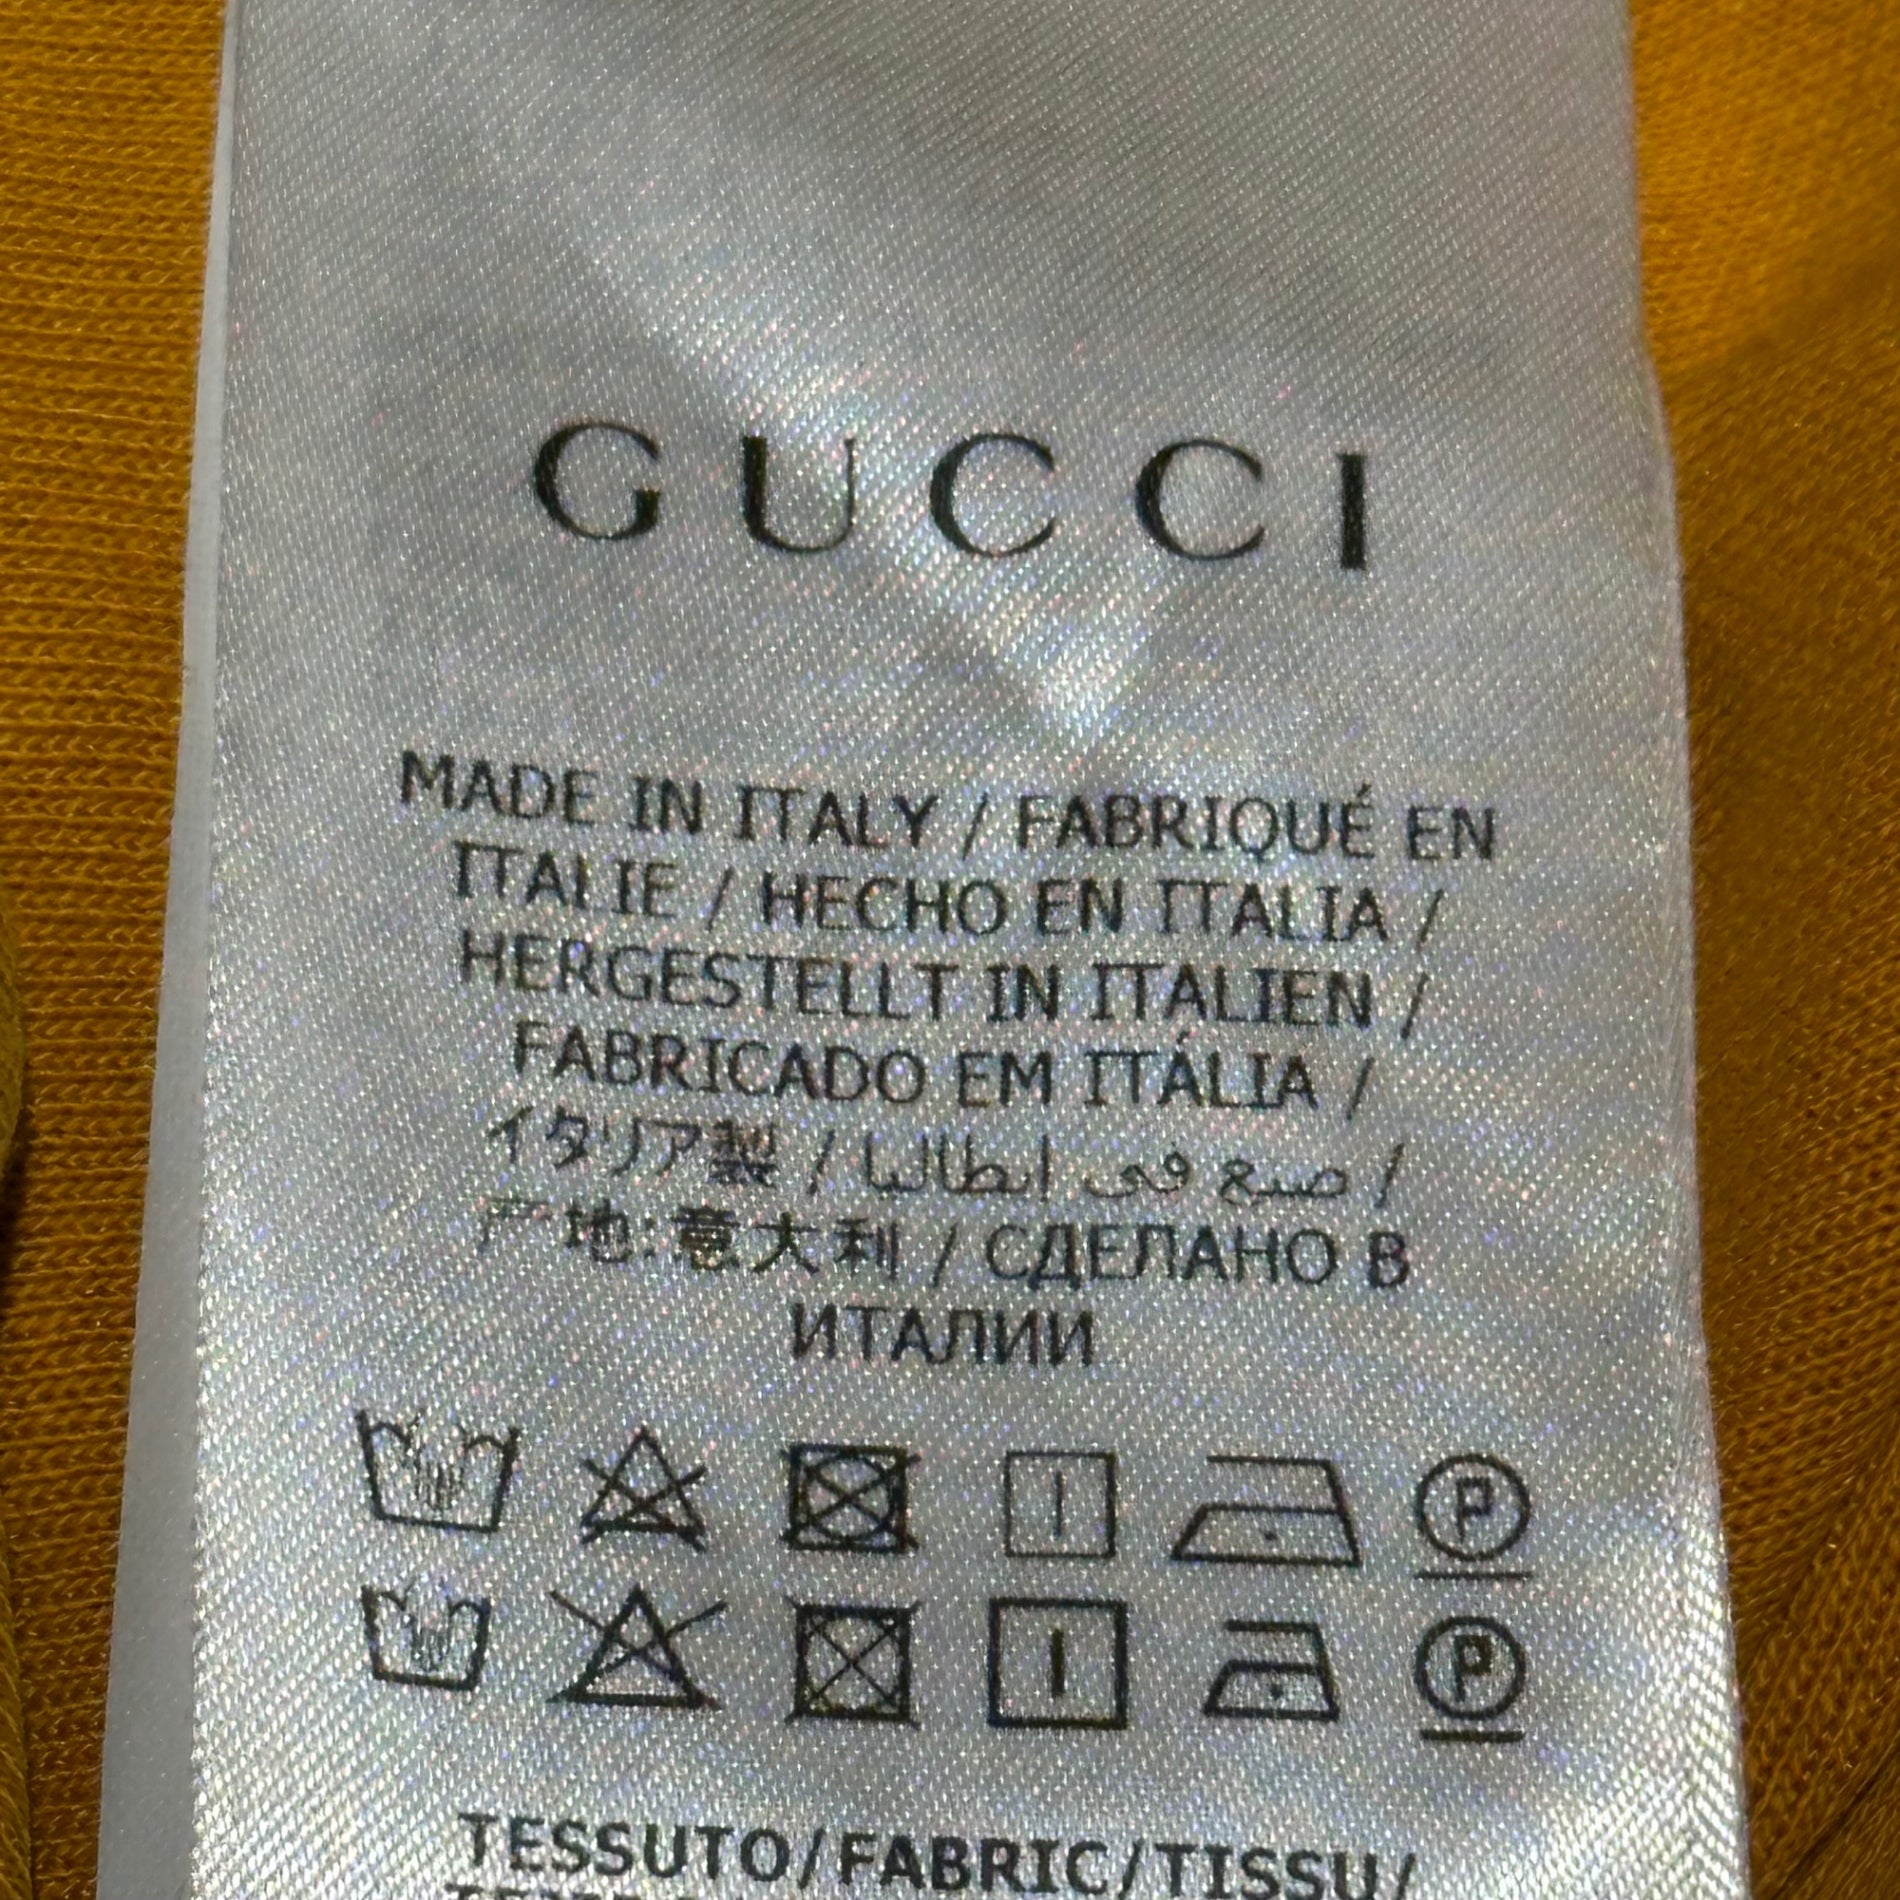 GUCCI
MADE IN ITALY / FABRIQUÉ EN
ITALIE / HECHO EN ITALIA /
HERGESTELLT IN ITALIEN /
FABRICADO EM ITÁLIA /
イタリア製 / صنع في ايطاليا /
产地:意大利 / СДЕЛАНО В
ИТАЛИИ
P
P
TESSUTO/FABRIC/TISSU/